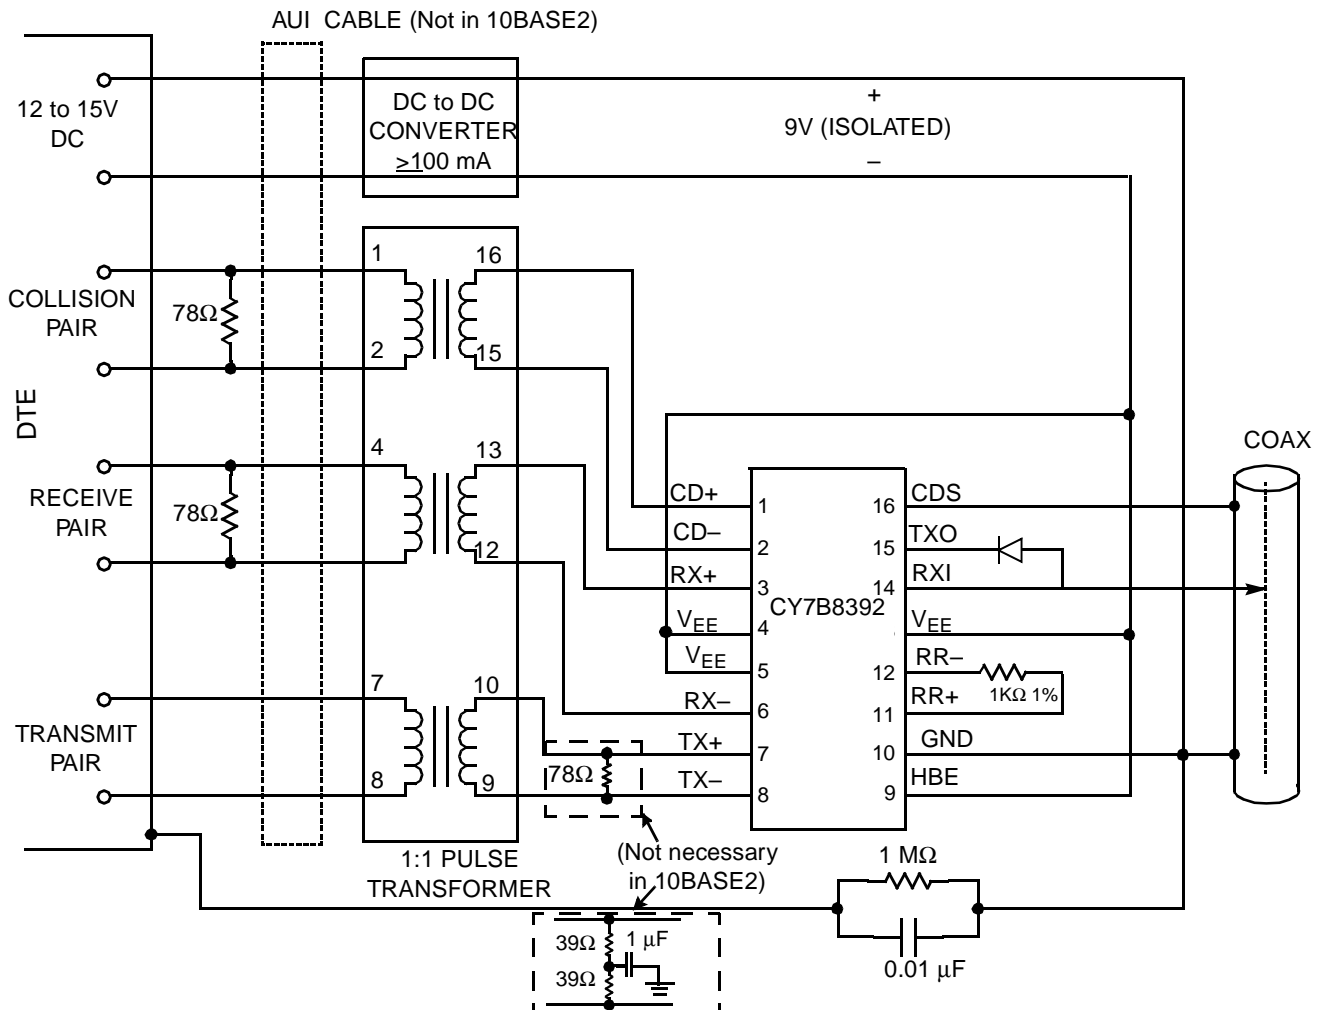 AUI CABLE (Not in 10BASE2)
12 to 15V
DC
DC to DC
CONVERTER
≥100 mA
+
9V (ISOLATED)
–
1
16
COLLISION
PAIR
78Ω
2
15
DTE
4
13
RECEIVE
PAIR
78Ω
12
COAX
CD+
1
16
CDS
CD–
2
15
TXO
RX+
3
14
RXI
CY7B8392
VEE
4
VEE
VEE
5
12
RR–
1KΩ 1%
RX–
6
11
RR+
7
10
TRANSMIT
PAIR
TX+
7
10
GND
8
9
78Ω
TX–
8
9
HBE
1:1 PULSE
TRANSFORMER
(Not necessary
in 10BASE2)
1 MΩ
0.01 µF
39Ω
1 µF
39Ω